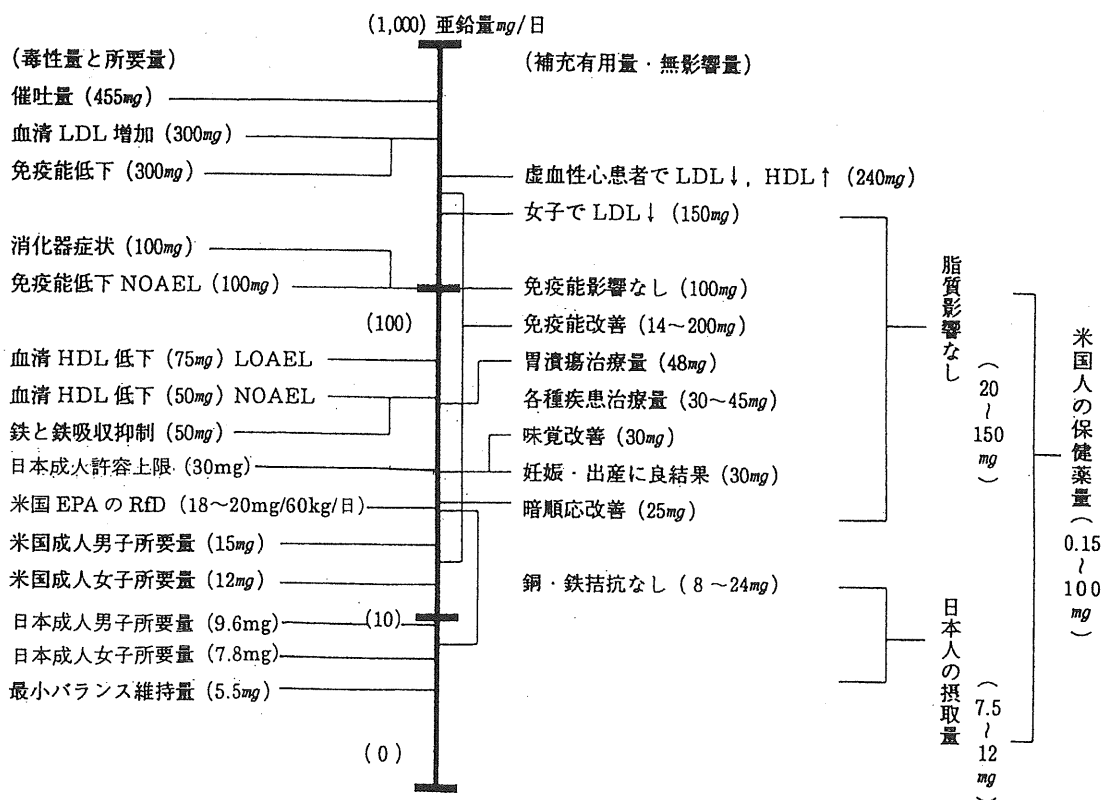 (1,000) 亜鉛量mg/日
(毒性量と所要量)
催吐量 (455mg)
血清 LDL 増加 (300mg)
免疫能低下 (300mg)
消化器症状 (100mg)
免疫能低下 NOAEL (100mg)
(100)
血清 HDL 低下 (75mg) LOAEL
血清 HDL 低下 (50mg) NOAEL
鉄と鉄吸収抑制 (50mg)
日本成人許容上限 (30mg)
米国 EPA の RfD (18～20mg/60kg/日)
米国成人男子所要量 (15mg)
米国成人女子所要量 (12mg)
日本成人男子所要量 (9.6mg)
(10)
日本成人女子所要量 (7.8mg)
最小バランス維持量 (5.5mg)
(0)
(補充有用量・無影響量)
虚血性心患者で LDL↓, HDL↑ (240mg)
女子で LDL↓ (150mg)
免疫能影響なし (100mg)
免疫能改善 (14～200mg)
胃潰瘍治療量 (48mg)
各種疾患治療量 (30～45mg)
味覚改善 (30mg)
妊娠・出産に良結果 (30mg)
暗順応改善 (25mg)
銅・鉄拮抗なし (8～24mg)
脂質影響なし (20～150mg)
日本人の摂取量 (7.5～12mg)
米国人の保健薬量 (0.15～100mg)